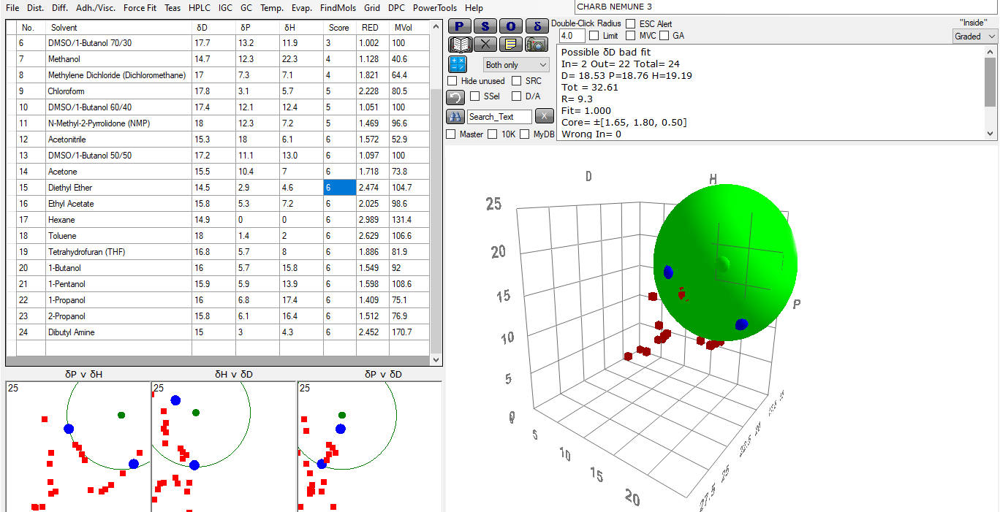 File Dist. Diff. Adh./Visc. Force Fit Teas HPLC IGC GC Temp. Evap. FindMols Grid DPC PowerTools Help
CHARB NEMUNE 3
No. Solvent δD δP δH Score RED MVol
6 DMSO/1-Butanol 70/30 17.7 13.2 11.9 3 1.002 100
7 Methanol 14.7 12.3 22.3 4 1.128 40.6
8 Methylene Dichloride (Dichloromethane) 17 7.3 7.1 4 1.821 64.4
9 Chloroform 17.8 3.1 5.7 5 2.228 80.5
10 DMSO/1-Butanol 60/40 17.4 12.1 12.4 5 1.051 100
11 N-Methyl-2-Pyrrolidone (NMP) 18 12.3 7.2 5 1.469 96.6
12 Acetonitrile 15.3 18 6.1 6 1.572 52.9
13 DMSO/1-Butanol 50/50 17.2 11.1 13.0 6 1.097 100
14 Acetone 15.5 10.4 7 6 1.718 73.8
15 Diethyl Ether 14.5 2.9 4.6 6 2.474 104.7
16 Ethyl Acetate 15.8 5.3 7.2 6 2.025 98.6
17 Hexane 14.9 0 0 6 2.989 131.4
18 Toluene 18 1.4 2 6 2.629 106.6
19 Tetrahydrofuran (THF) 16.8 5.7 8 6 1.886 81.9
20 1-Butanol 16 5.7 15.8 6 1.549 92
21 1-Pentanol 15.9 5.9 13.9 6 1.598 108.6
22 1-Propanol 16 6.8 17.4 6 1.409 75.1
23 2-Propanol 15.8 6.1 16.4 6 1.512 76.9
24 Dibutyl Amine 15 3 4.3 6 2.452 170.7
P S O δ
Double-Click Radius
4.0 Limit
ESC Alert
MVC GA
"Inside"
Graded
Both only
Hide unused SRC
SSel D/A
Search_Text X
Master 10K MyDB
Possible δD bad fit
In= 2 Out= 22 Total= 24
D= 18.53 P=18.76 H=19.19
Tot = 32.61
R= 9.3
Fit= 1.000
Core= ±[1.65, 1.80, 0.50]
Wrong In= 0
D
H
P
25
20
15
10
5
0
5
10
15
20
25
27.5
δP v δH
δH v δD
δP v δD
25
25
25